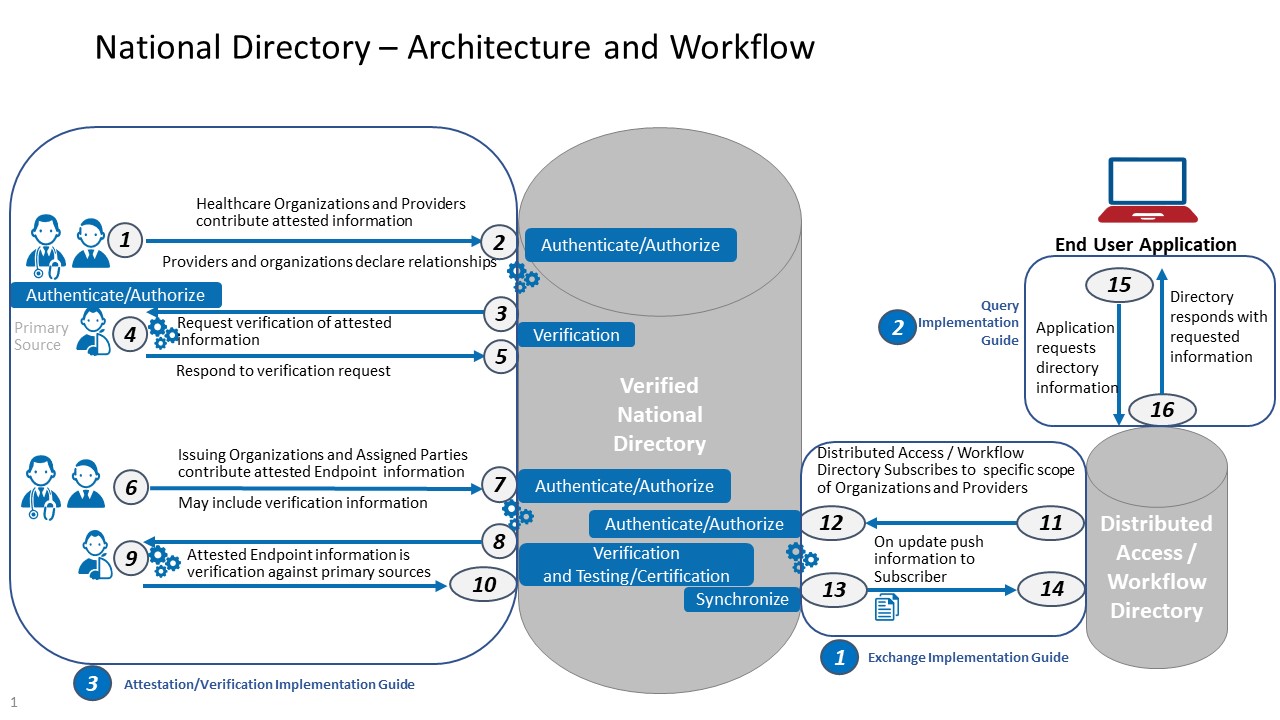 National Directory – Architecture and Workflow
Healthcare Organizations and Providers
contribute attested information
1
2
Authenticate/Authorize
Providers and organizations declare relationships
Authenticate/Authorize
Primary
Source
4
3
Request verification of attested
information
Verification
5
Respond to verification request
Verified
National
Directory
Issuing Organizations and Assigned Parties
contribute attested Endpoint information
6
7
Authenticate/Authorize
May include verification information
8
Authenticate/Authorize
9
Attested Endpoint information is
verification against primary sources
Verification
and Testing/Certification
10
Synchronize
3
Attestation/Verification Implementation Guide
Distributed Access / Workflow
Directory Subscribes to specific scope
of Organizations and Providers
12
11
On update push
information to
Subscriber
13
14
1
Exchange Implementation Guide
End User Application
2
Query
Implementation
Guide
15
Application
requests
directory
information
Directory
responds with
requested
information
16
Distributed
Access /
Workflow
Directory
1